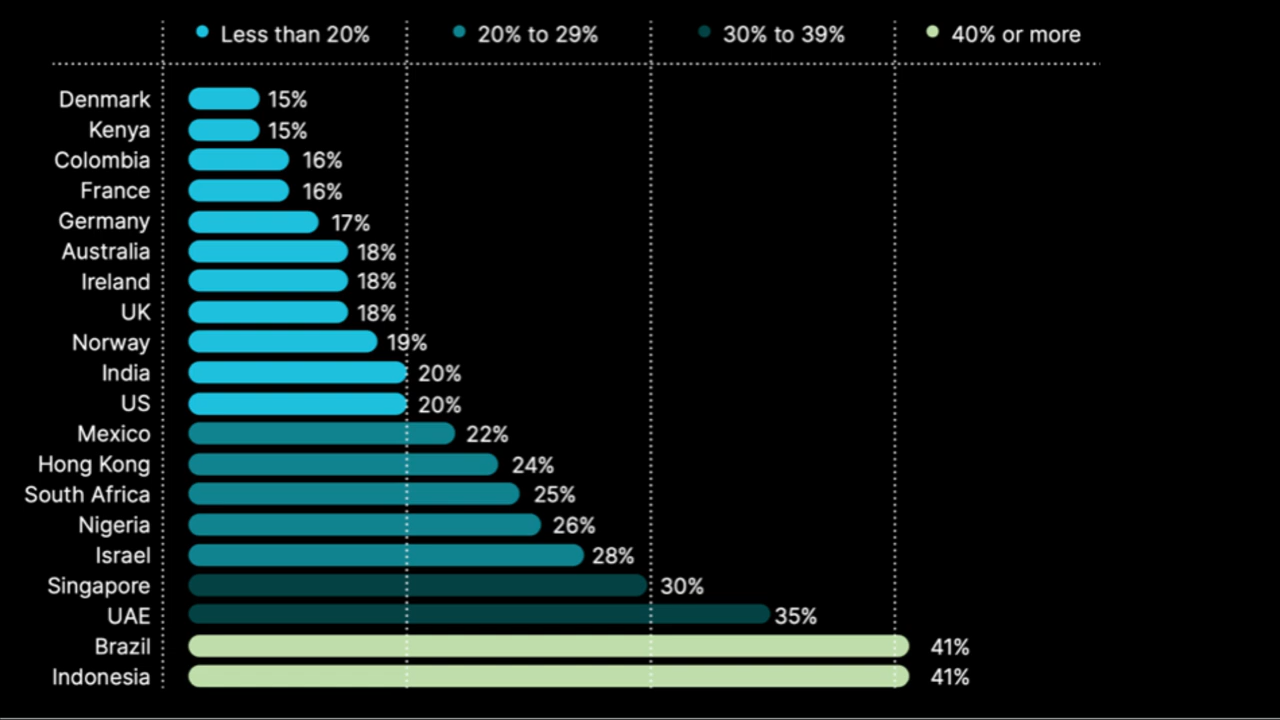 Less than 20% 20% to 29% 30% to 39% 40% or more
Denmark 15%
Kenya 15%
Colombia 16%
France 16%
Germany 17%
Australia 18%
Ireland 18%
UK 18%
Norway 19%
India 20%
US 20%
Mexico 22%
Hong Kong 24%
South Africa 25%
Nigeria 26%
Israel 28%
Singapore 30%
UAE 35%
Brazil 41%
Indonesia 41%